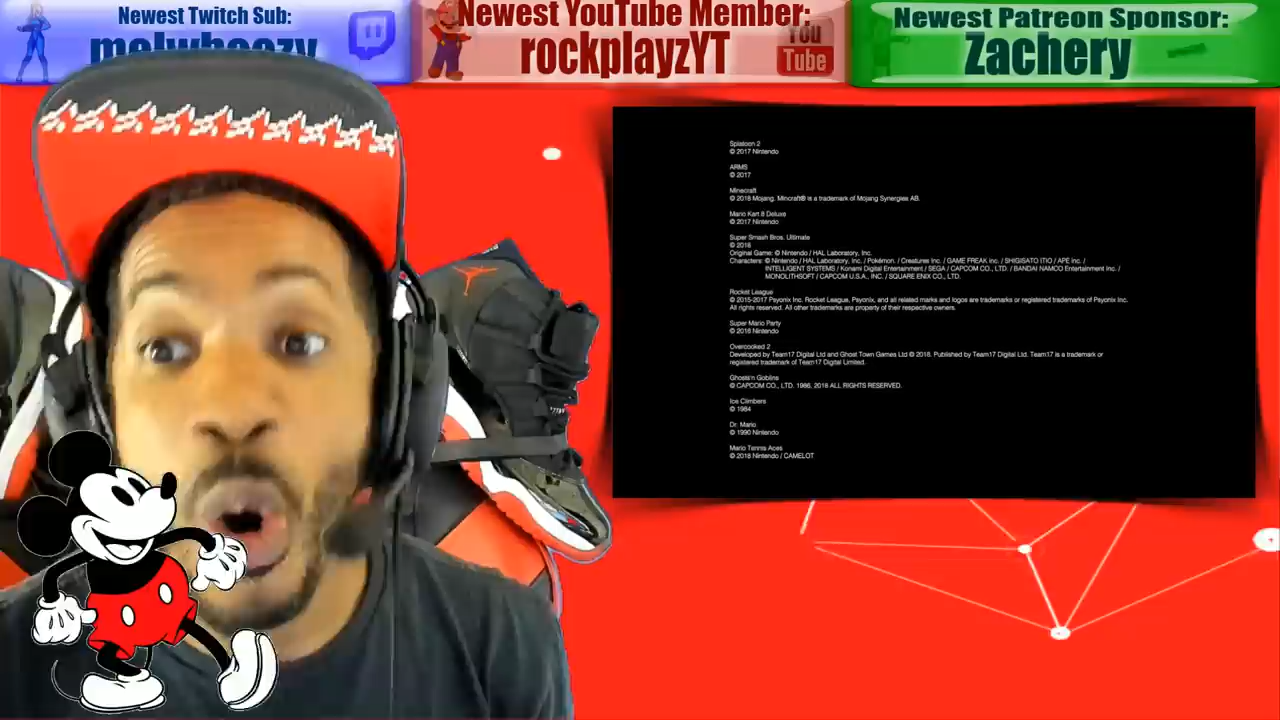 Newest Twitch Sub:
Newest YouTube Member:
rockplayzYT
You
Tube
Newest Patreon Sponsor:
Zachery
Splatoon 2
© 2017 Nintendo
ARMS
© 2017
Minecraft
© 2018 Mojang. Mincraft® is a trademark of Mojang Synergies AB.
Mario Kart 8 Deluxe
© 2017 Nintendo
Super Smash Bros. Ultimate
© 2018
Original Game: © Nintendo / HAL Laboratory, Inc.
Characters: © Nintendo / HAL Laboratory, Inc. / Pokémon. / Creatures Inc. / GAME FREAK inc. / SHIGISATO ITIO / APE inc. /
INTELLIGENT SYSTEMS / Konami Digital Entertainment / SEGA / CAPCOM CO., LTD. / BANDAI NAMCO Entertainment Inc. /
MONOLITHSOFT / CAPCOM U.S.A., INC. / SQUARE ENIX CO., LTD.
Rocket League
© 2015-2017 Psyonix Inc. Rocket League, Psyonix, and all related marks and logos are trademarks or registered trademarks of Psyonix Inc.
All rights reserved. All other trademarks are property of their respective owners.
Super Mario Party
© 2018 Nintendo
Overcooked 2
Developed by Team17 Digital Ltd and Ghost Town Games Ltd © 2018. Published by Team17 Digital Ltd. Team17 is a trademark or
registered trademark of Team17 Digital Limited.
Ghosts'n Goblins
© CAPCOM CO., LTD. 1986, 2018 ALL RIGHTS RESERVED.
Ice Climbers
© 1984
Dr. Mario
© 1990 Nintendo
Mario Tennis Aces
© 2018 Nintendo / CAMELOT